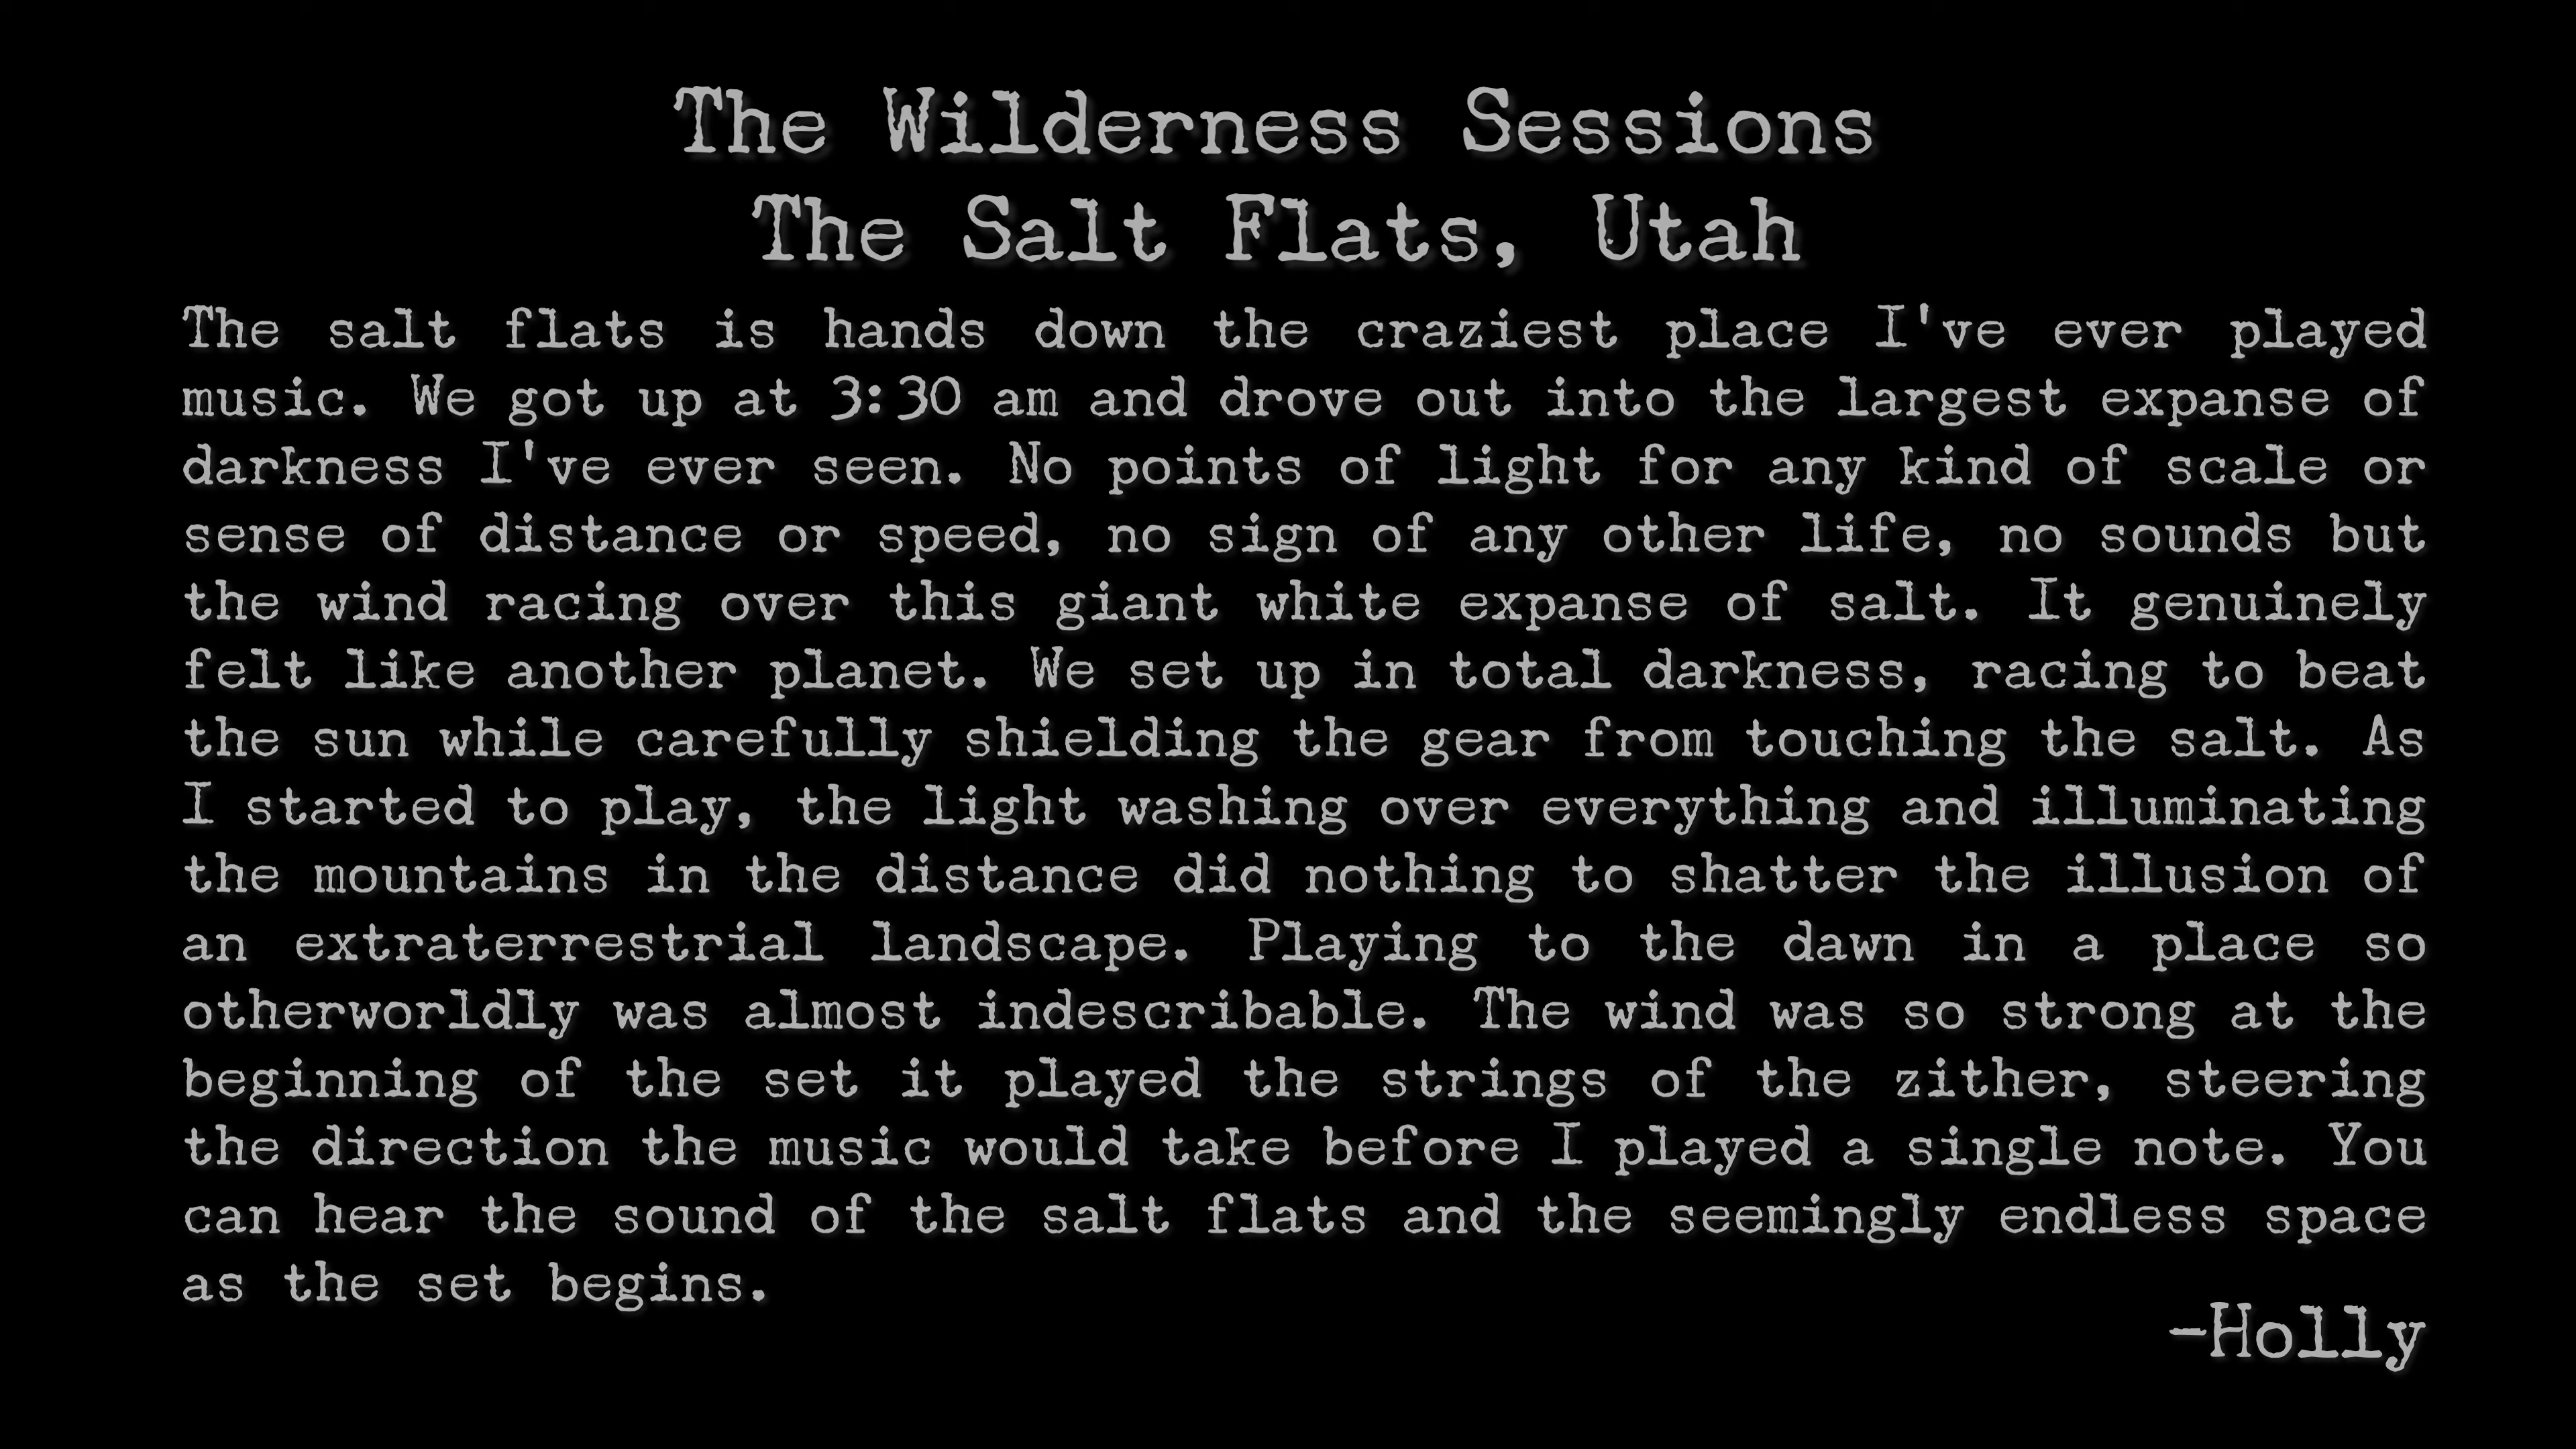 The Wilderness Sessions
The Salt Flats, Utah
The salt flats is hands down the craziest place I've ever played
music. We got up at 3:30 am and drove out into the largest expanse of
darkness I've ever seen. No points of light for any kind of scale or
sense of distance or speed, no sign of any other life, no sounds but
the wind racing over this giant white expanse of salt. It genuinely
felt like another planet. We set up in total darkness, racing to beat
the sun while carefully shielding the gear from touching the salt. As
I started to play, the light washing over everything and illuminating
the mountains in the distance did nothing to shatter the illusion of
an extraterrestrial landscape. Playing to the dawn in a place so
otherworldly was almost indescribable. The wind was so strong at the
beginning of the set it played the strings of the zither, steering
the direction the music would take before I played a single note. You
can hear the sound of the salt flats and the seemingly endless space
as the set begins.
-Holly